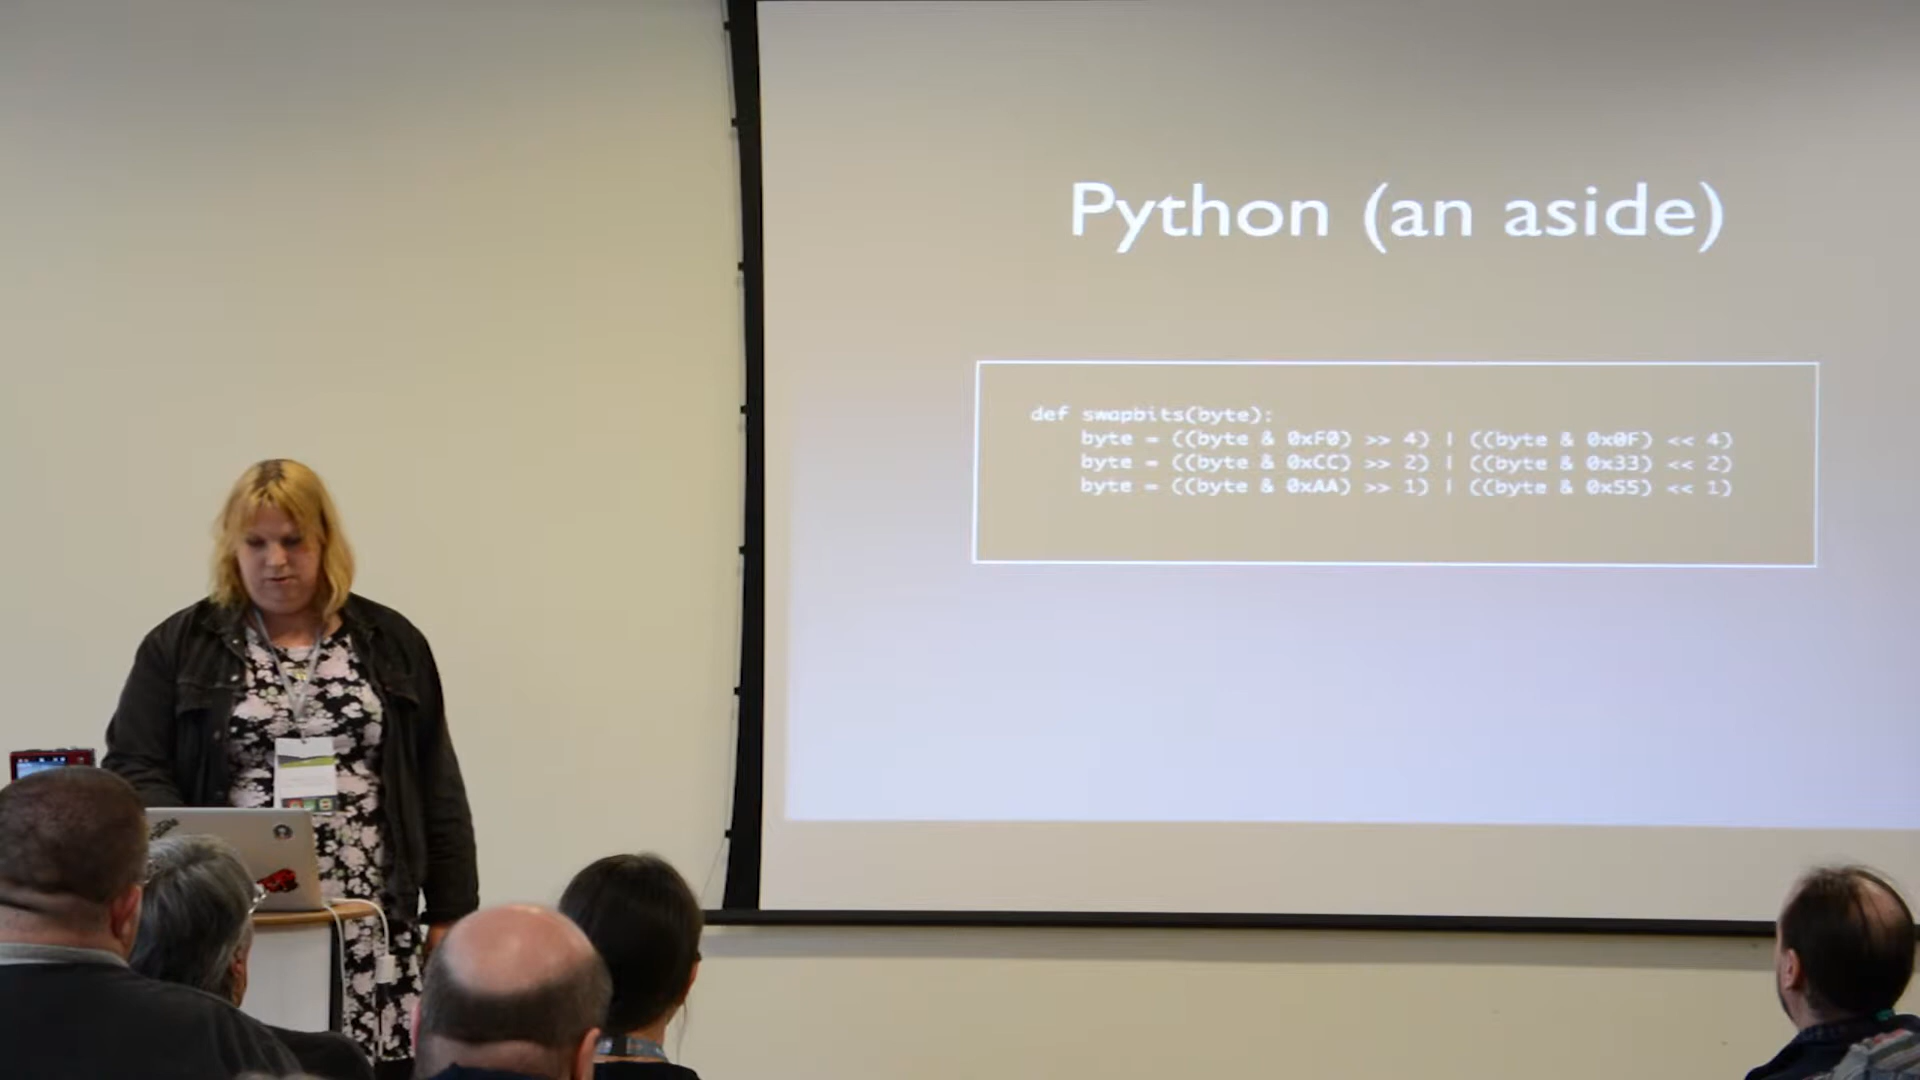 Python (an aside)
def swapbits(byte):
byte = ((byte & 0xF0) >> 4) | ((byte & 0x0F) << 4)
byte = ((byte & 0xCC) >> 2) | ((byte & 0x33) << 2)
byte = ((byte & 0xAA) >> 1) | ((byte & 0x55) << 1)